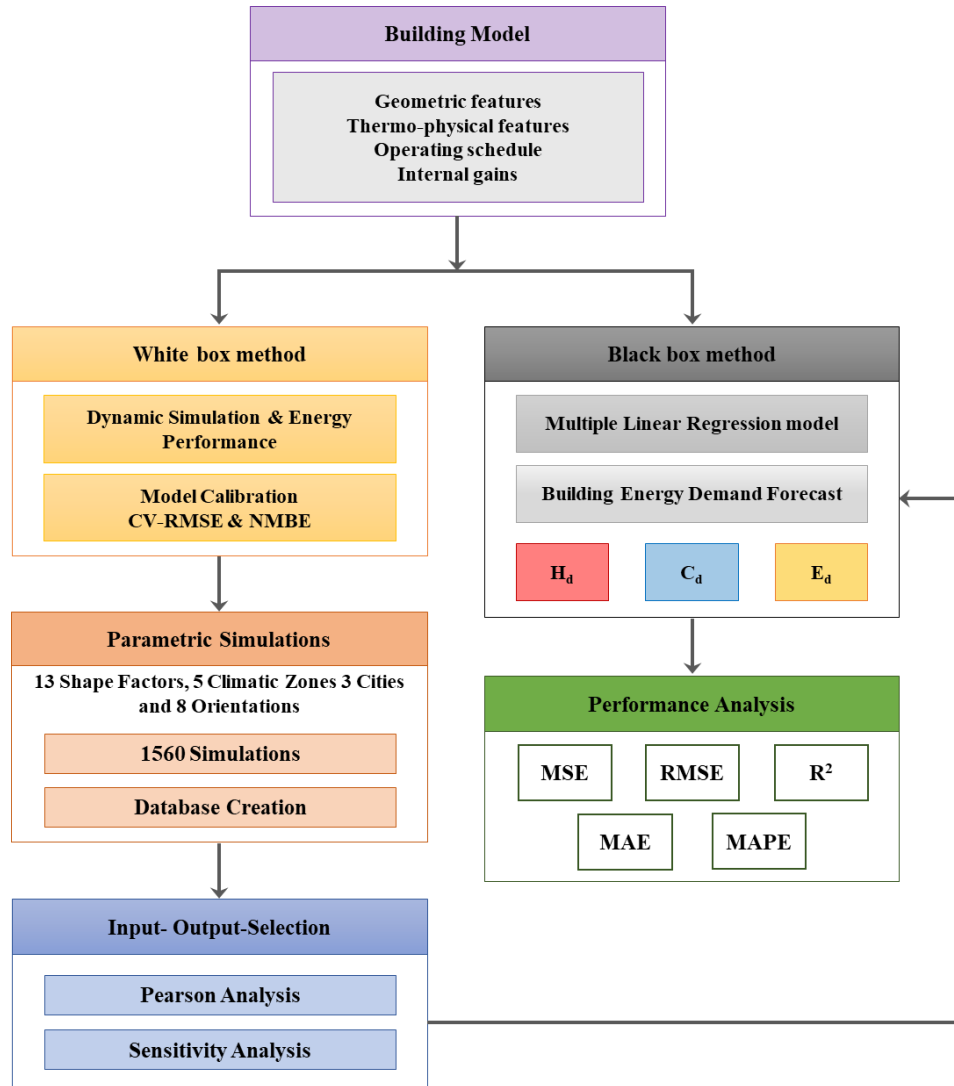 Building Model
Geometric features
Thermo-physical features
Operating schedule
Internal gains
White box method
Dynamic Simulation & Energy
Performance
Model Calibration
CV-RMSE & NMBE
Parametric Simulations
13 Shape Factors, 5 Climatic Zones 3 Cities
and 8 Orientations
1560 Simulations
Database Creation
Input- Output-Selection
Pearson Analysis
Sensitivity Analysis
Black box method
Multiple Linear Regression model
Building Energy Demand Forecast
H_d C_d E_d
Performance Analysis
MSE RMSE R²
MAE MAPE